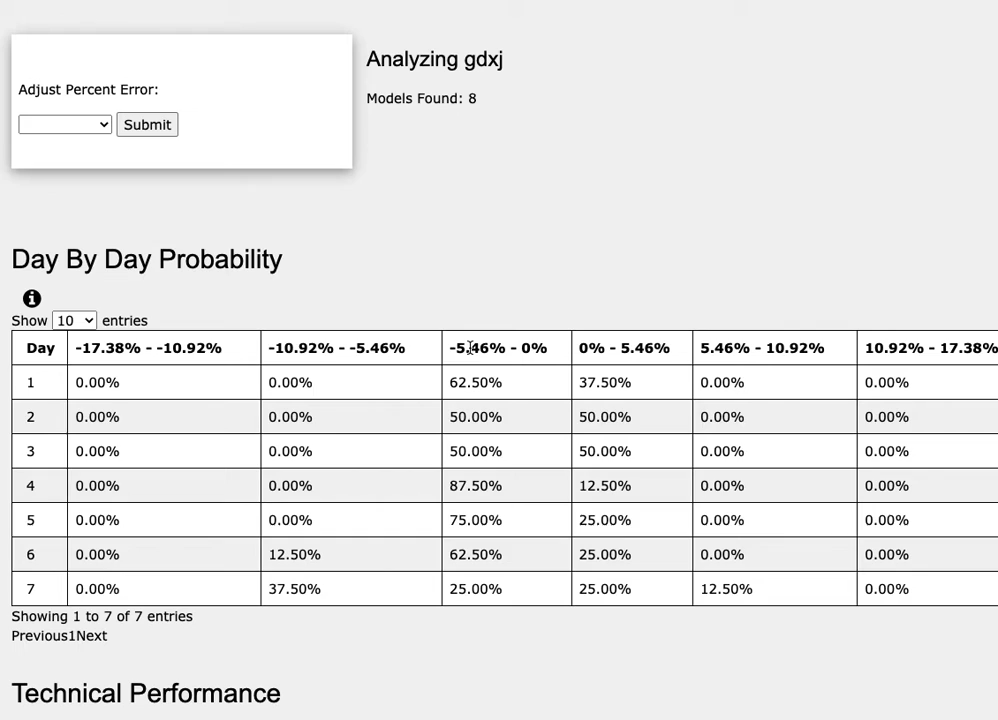 Analyzing gdxj
Adjust Percent Error:
Models Found: 8
Submit
Day By Day Probability
Show 10 entries
Day -17.38% - -10.92% -10.92% - -5.46% -5.46% - 0% 0% - 5.46% 5.46% - 10.92% 10.92% - 17.38%
1 0.00% 0.00% 62.50% 37.50% 0.00% 0.00%
2 0.00% 0.00% 50.00% 50.00% 0.00% 0.00%
3 0.00% 0.00% 50.00% 50.00% 0.00% 0.00%
4 0.00% 0.00% 87.50% 12.50% 0.00% 0.00%
5 0.00% 0.00% 75.00% 25.00% 0.00% 0.00%
6 0.00% 12.50% 62.50% 25.00% 0.00% 0.00%
7 0.00% 37.50% 25.00% 25.00% 12.50% 0.00%
Showing 1 to 7 of 7 entries
Previous1Next
Technical Performance